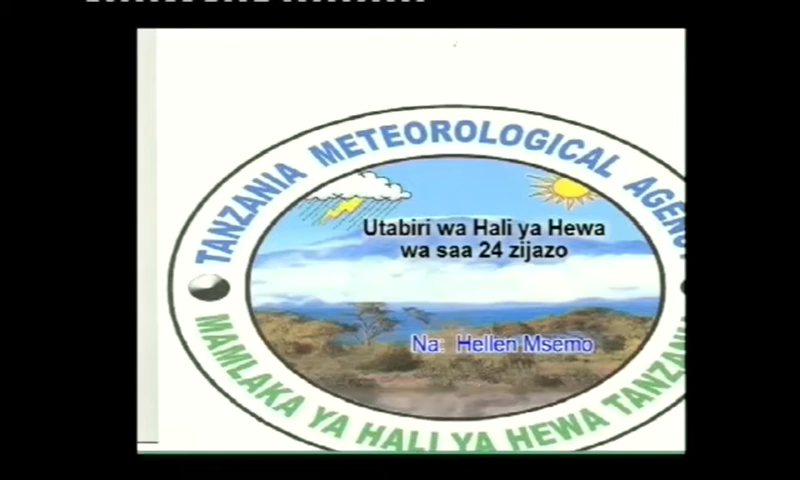 TANZANIA METEOROLOGICAL AGENCY
Utabiri wa Hali ya Hewa
wa saa 24 zijazo
Na: Hellen Msemo
MAMLAKA YA HALI YA HEWA TANZANIA